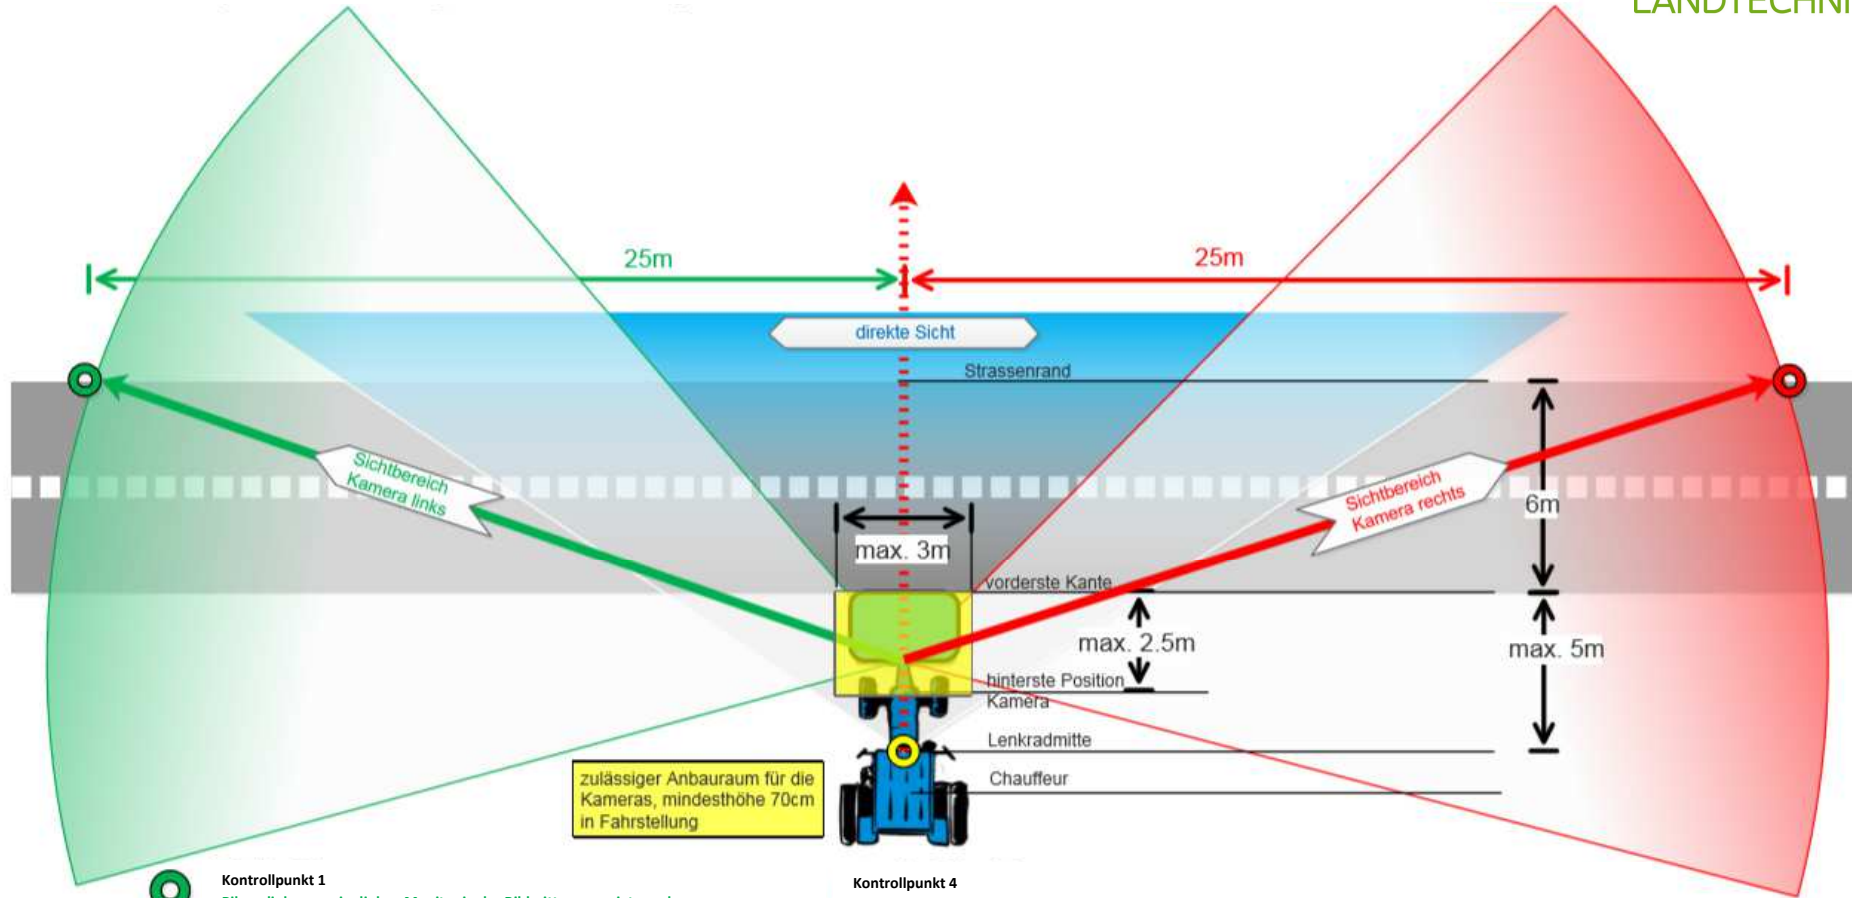 LANDTECHNI
25m
25m
direkte Sicht
Strassenrand
Sichtbereich
Kamera links
Sichtbereich
Kamera rechts
6m
max. 3m
vorderste Kante
max. 2.5m
max. 5m
hinterste Position
Kamera
Lenkradmitte
Chauffeur
zulässiger Anbauraum für die
Kameras, mindesthöhe 70cm
in Fahrstellung
Kontrollpunkt 1
Kontrollpunkt 4